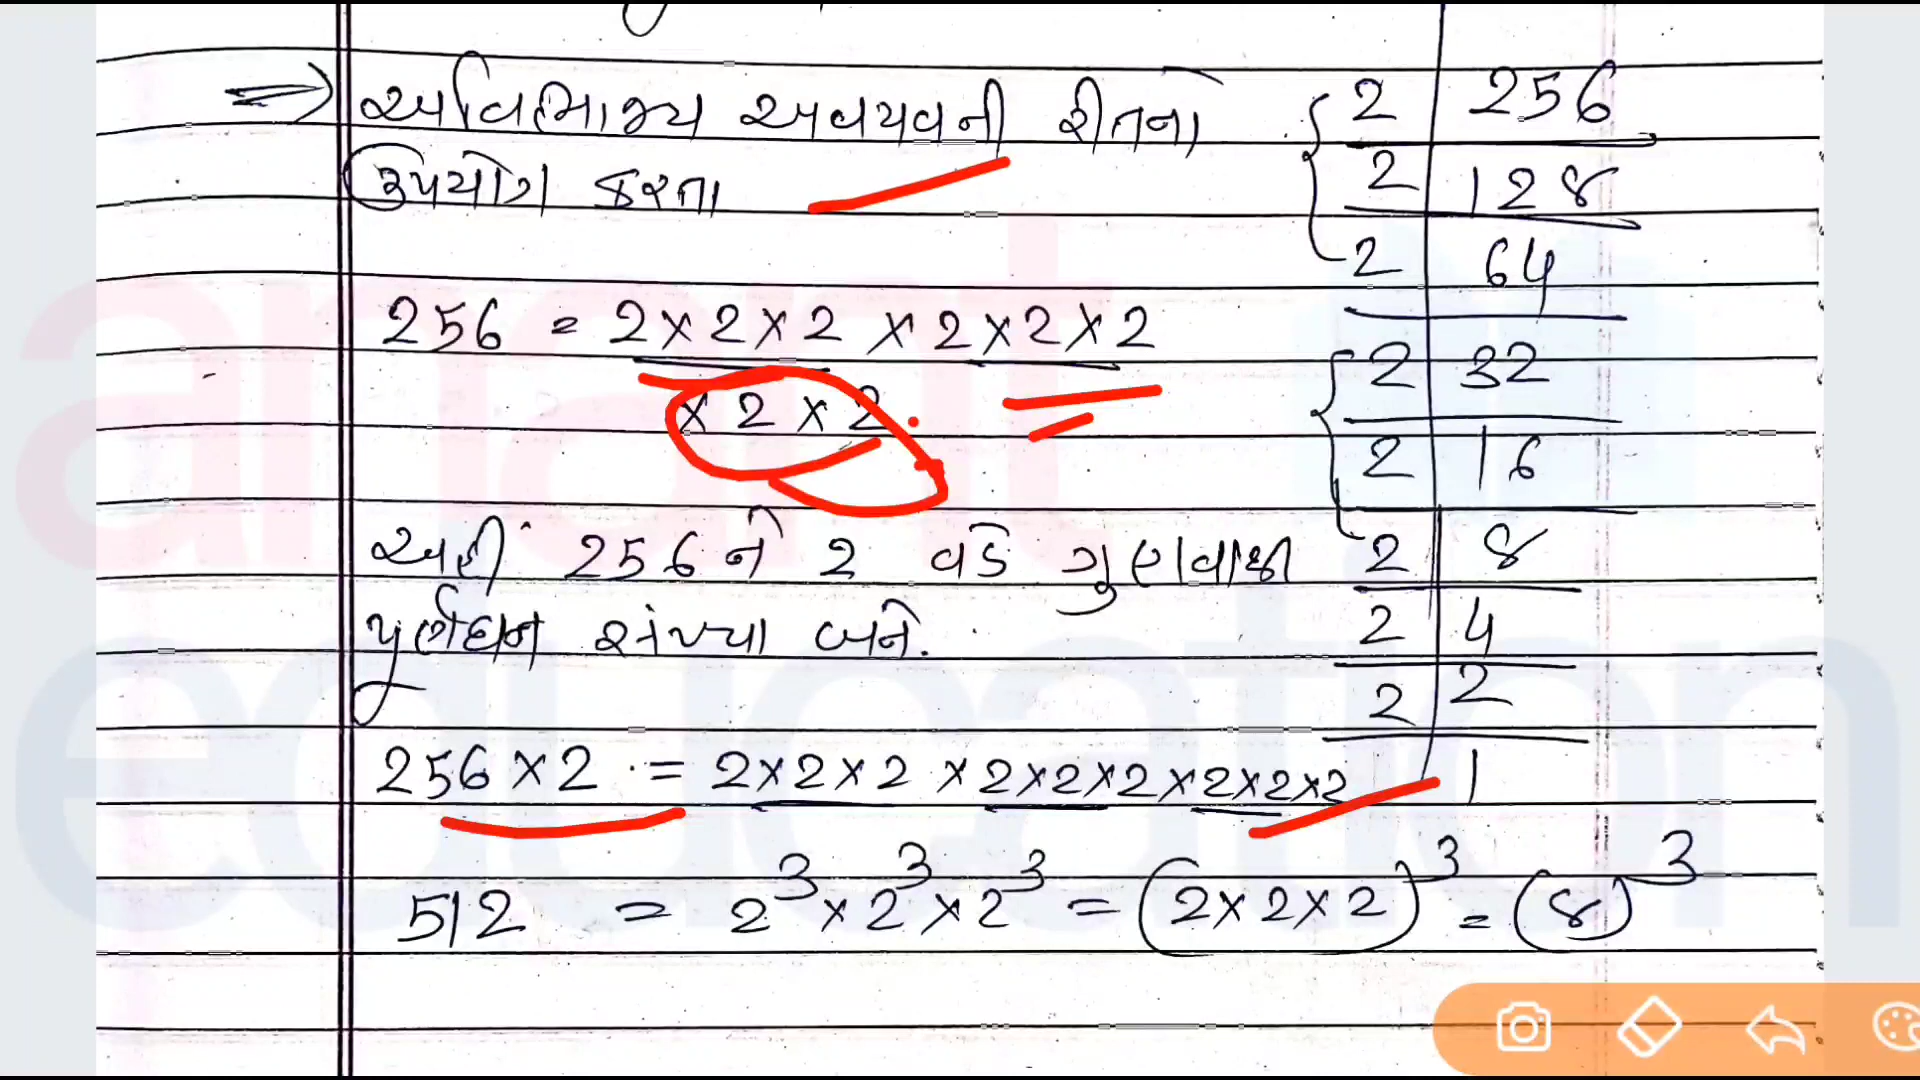 ⇒ અવિભાજ્ય અવયવની રીતનો
ઉપયોગ કરતા
256 = 2×2×2 × 2×2×2
× 2 × 2.
અહીં 256ને 2 વડે ગુણવાથી
પુર્ણઘન સંખ્યા બને.
256 × 2 = 2×2×2 × 2×2×2 × 2×2×2
512 = 2³ × 2³ × 2³ = (2×2×2)³ = (8)³
2 | 256
2 | 128
2 | 64
2 | 32
2 | 16
2 | 8
2 | 4
2 | 2
1
anant
education